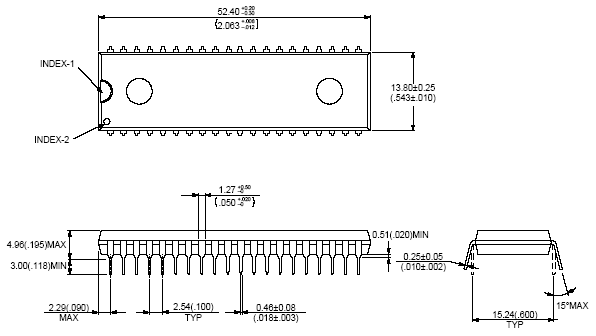 52.40 +0.20 -0.30
(2.063 +.008 -.012)
INDEX-1
13.80±0.25
(.543±.010)
INDEX-2
1.27 +0.50 -0
(.050 +.020 -0)
0.51(.020)MIN
4.96(.195)MAX
3.00(.118)MIN
0.25±0.05
(.010±.002)
2.29(.090)
MAX
2.54(.100)
TYP
0.46±0.08
(.018±.003)
15.24(.600)
TYP
15°MAX